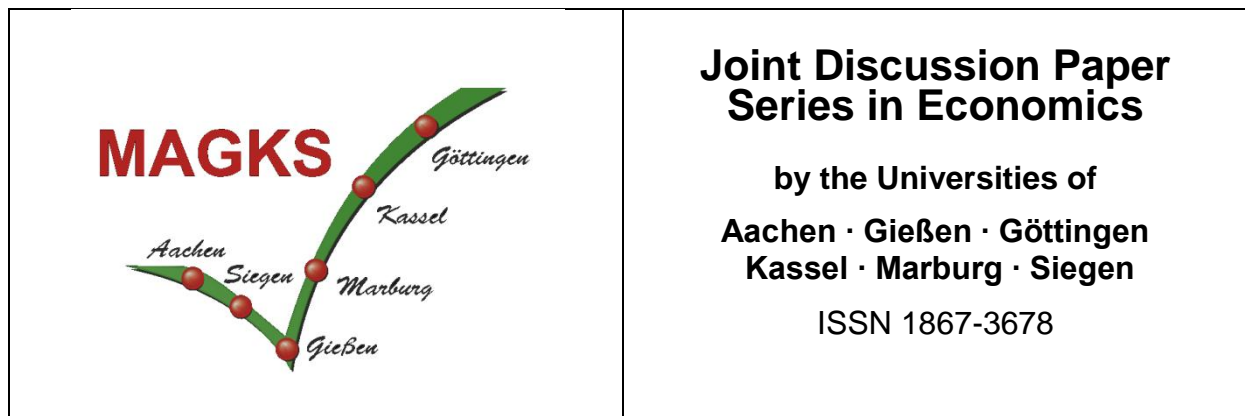 MAGKS
Göttingen
Kassel
Aachen
Siegen
Marburg
Gießen
Joint Discussion Paper
Series in Economics
by the Universities of
Aachen · Gießen · Göttingen
Kassel · Marburg · Siegen
ISSN 1867-3678